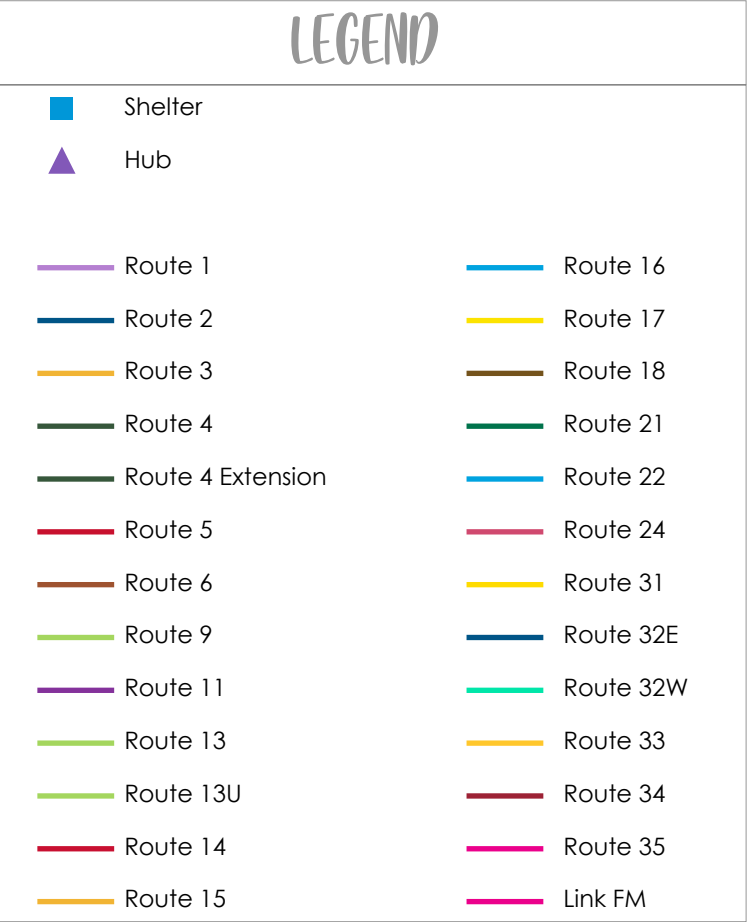 LEGEND
Shelter
Hub
Route 1
Route 2
Route 3
Route 4
Route 4 Extension
Route 5
Route 6
Route 9
Route 11
Route 13
Route 13U
Route 14
Route 15
Route 16
Route 17
Route 18
Route 21
Route 22
Route 24
Route 31
Route 32E
Route 32W
Route 33
Route 34
Route 35
Link FM